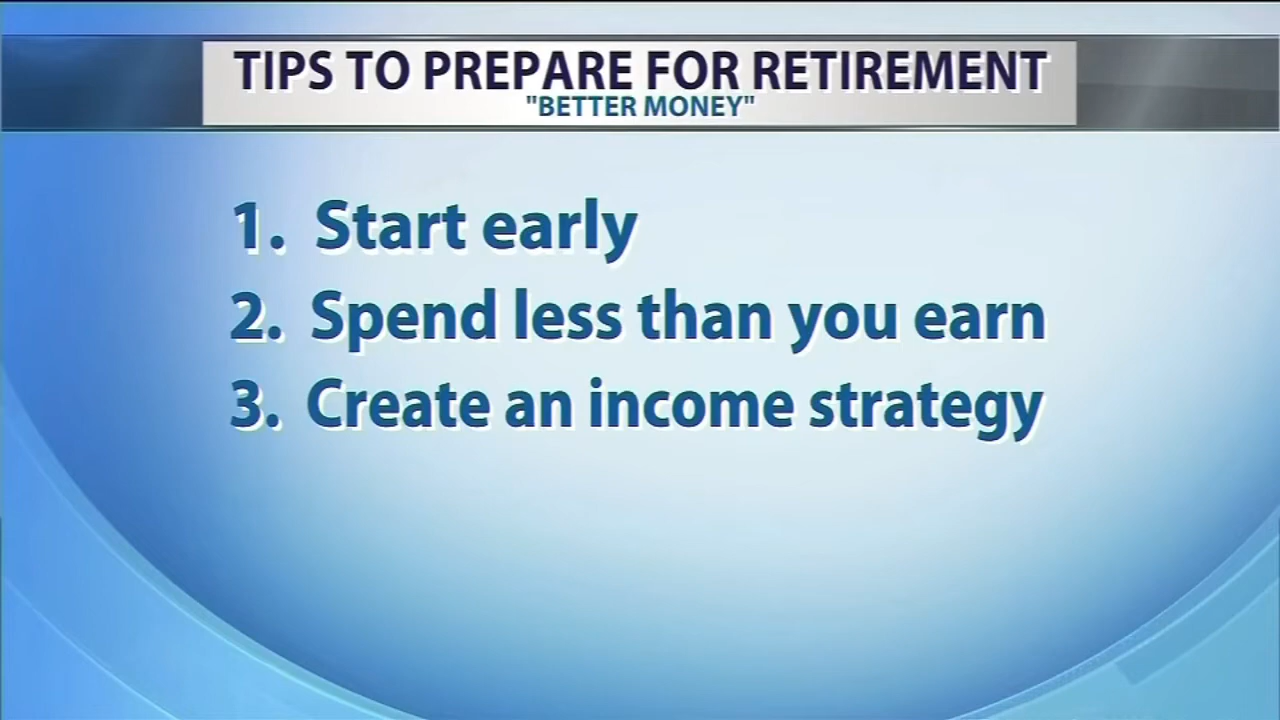 TIPS TO PREPARE FOR RETIREMENT
"BETTER MONEY"
1. Start early
2. Spend less than you earn
3. Create an income strategy